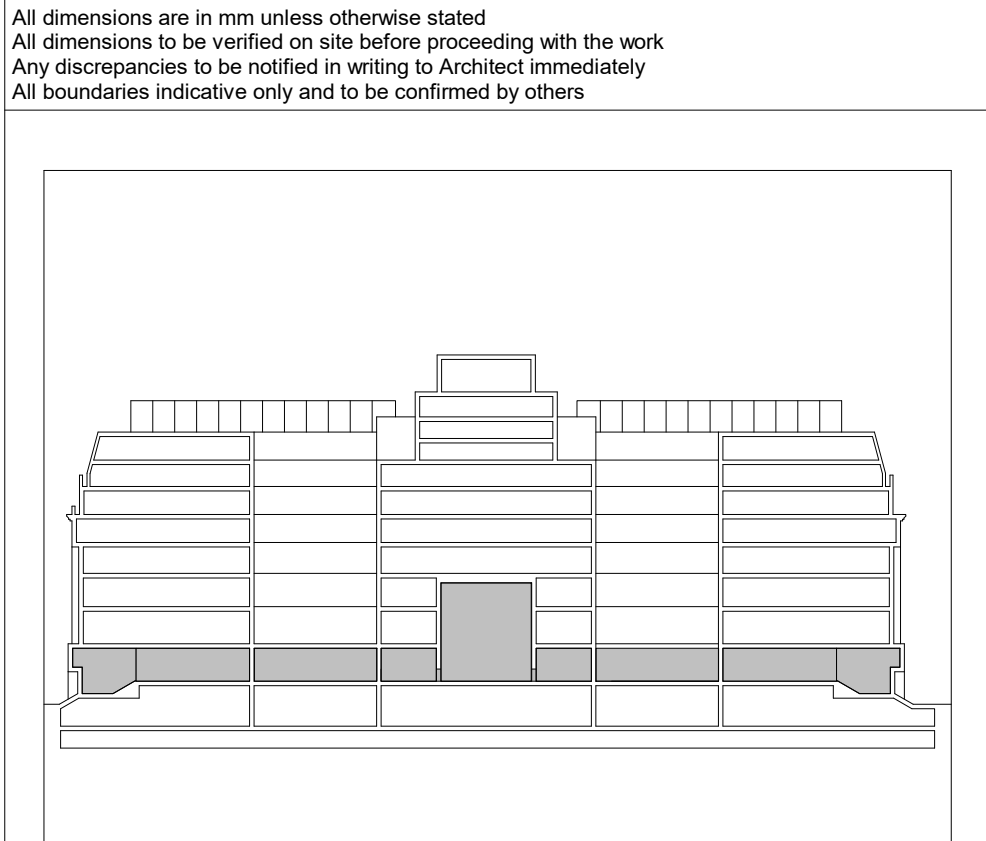 All dimensions are in mm unless otherwise stated
All dimensions to be verified on site before proceeding with the work
Any discrepancies to be notified in writing to Architect immediately
All boundaries indicative only and to be confirmed by others